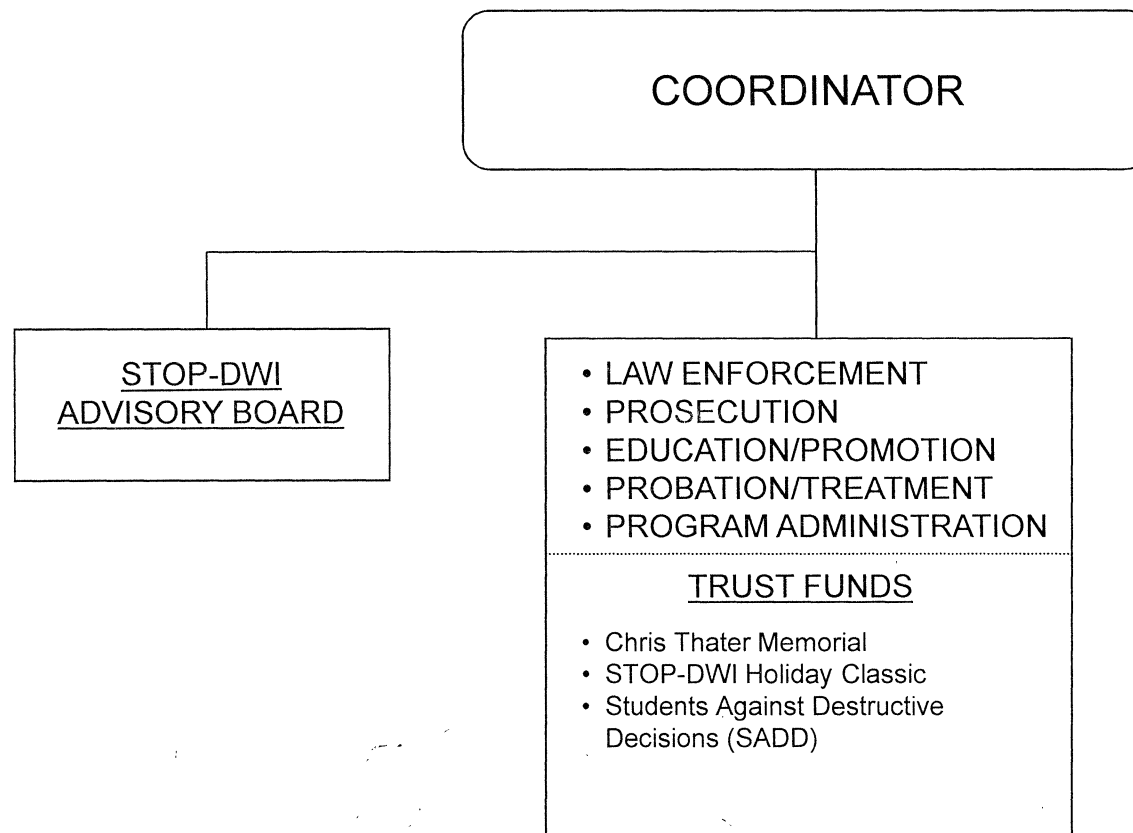 COORDINATOR
STOP-DWI
ADVISORY BOARD
• LAW ENFORCEMENT
• PROSECUTION
• EDUCATION/PROMOTION
• PROBATION/TREATMENT
• PROGRAM ADMINISTRATION
TRUST FUNDS
• Chris Thater Memorial
• STOP-DWI Holiday Classic
• Students Against Destructive
Decisions (SADD)